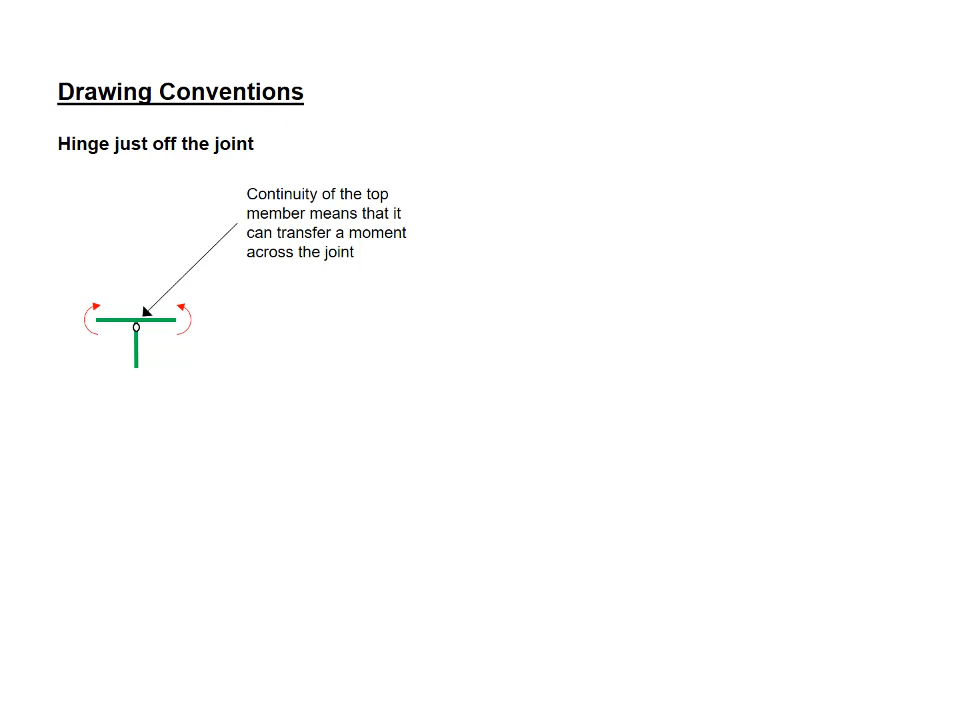 Drawing Conventions
Hinge just off the joint
Continuity of the top
member means that it
can transfer a moment
across the joint